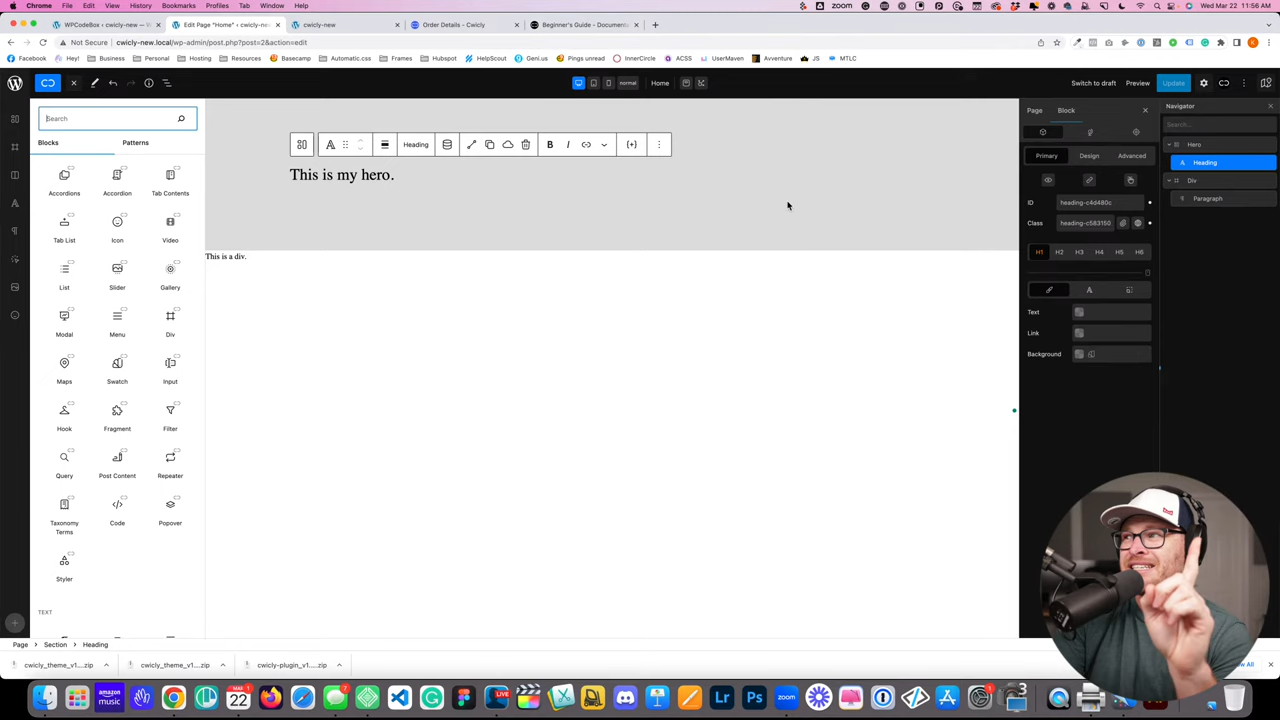 Chrome File Edit View History Bookmarks Profiles Tab Window Help
Wed Mar 22 11:56 AM
WPCodeBox ‹ cwicly-new — W
Edit Page "Home" ‹ cwicly-new
cwicly-new
Order Details - Cwicly
Beginner's Guide - Documenta
Not Secure cwicly-new.local/wp-admin/post.php?post=2&action=edit
Facebook Business Personal Hosting Resources Basecamp Automatic.css Frames Hubspot HelpScout Geni.us Pings unread InnerCircle ACSS UserMaven Avventure JS MTLC
normal Home Switch to draft Preview Update
Search
Blocks Patterns
Accordions Accordion Tab Contents
Tab List Icon Video
List Slider Gallery
Modal Menu Div
Maps Swatch Input
Hook Fragment Filter
Query Post Content Repeater
Taxonomy Terms Code Popover
Styler
TEXT
Heading B I
This is my hero.
This is a div.
Page Block
Primary Design Advanced
ID heading-c4d480c
Class heading-c583150
H1 H2 H3 H4 H5 H6
Text
Link
Background
Navigator
Search...
Hero
Heading
Div
Paragraph
Page › Section › Heading
cwicly_theme_v1....zip cwicly_theme_v1....zip cwicly-plugin_v1....zip